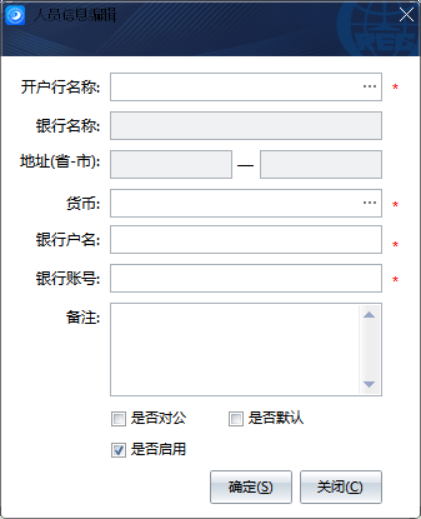 人员信息编辑
开户行名称: ... *
银行名称:
地址(省-市): —
货币: ... *
银行户名: *
银行账号: *
备注:
是否对公 是否默认
是否启用
确定(S) 关闭(C)